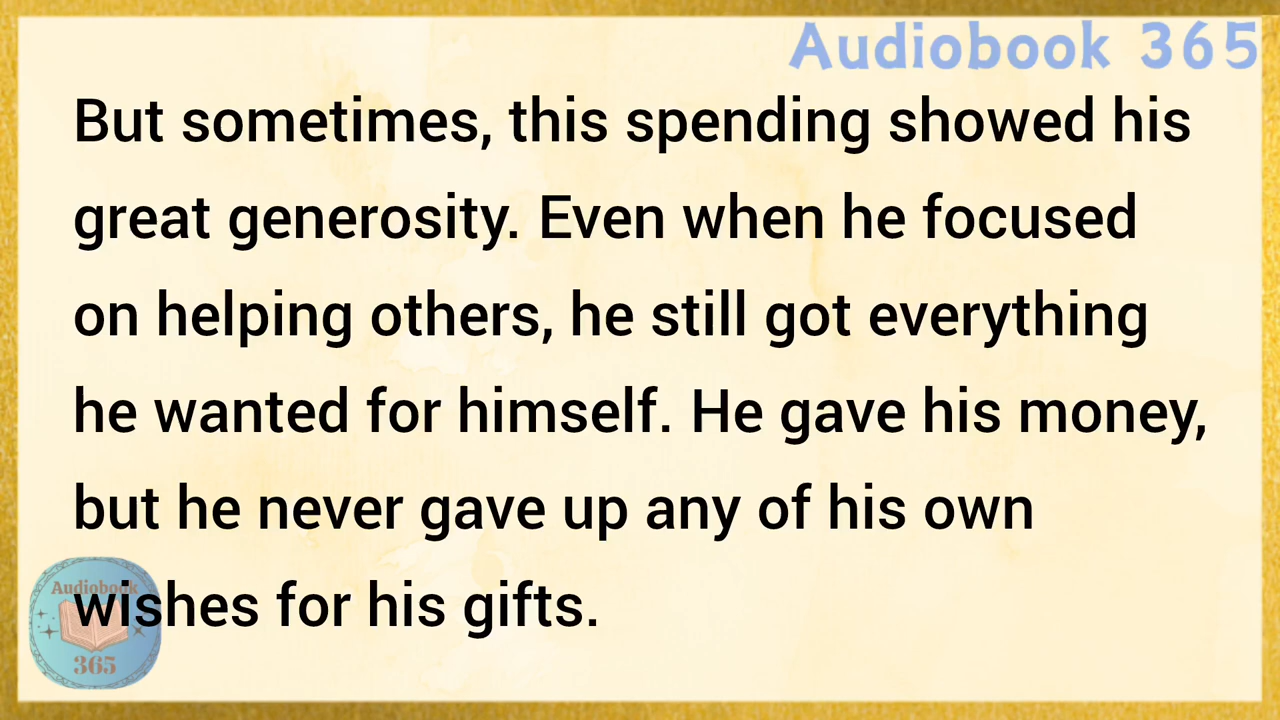 Audiobook 365
But sometimes, this spending showed his
great generosity. Even when he focused
on helping others, he still got everything
he wanted for himself. He gave his money,
but he never gave up any of his own
wishes for his gifts.
Audiobook
365